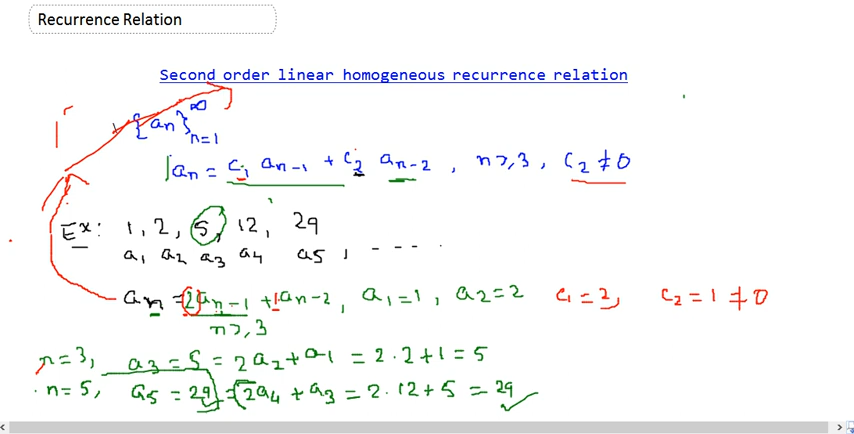 Recurrence Relation
Second order linear homogeneous recurrence relation
{an}∞n=1
an = c1 an-1 + c2 an-2 , n ≥ 3 , c2 ≠ 0
Ex: 1, 2, 5, 12, 29
a1 a2 a3 a4 a5 , - - - - .
an = 2an-1 + 1an-2 , a1 = 1 , a2 = 2 c1 = 2, c2 = 1 ≠ 0
n ≥ 3
n = 3, a3 = 5 = 2a2 + a1 = 2.2 + 1 = 5
n = 5, a5 = 29 = 2a4 + a3 = 2.12 + 5 = 29